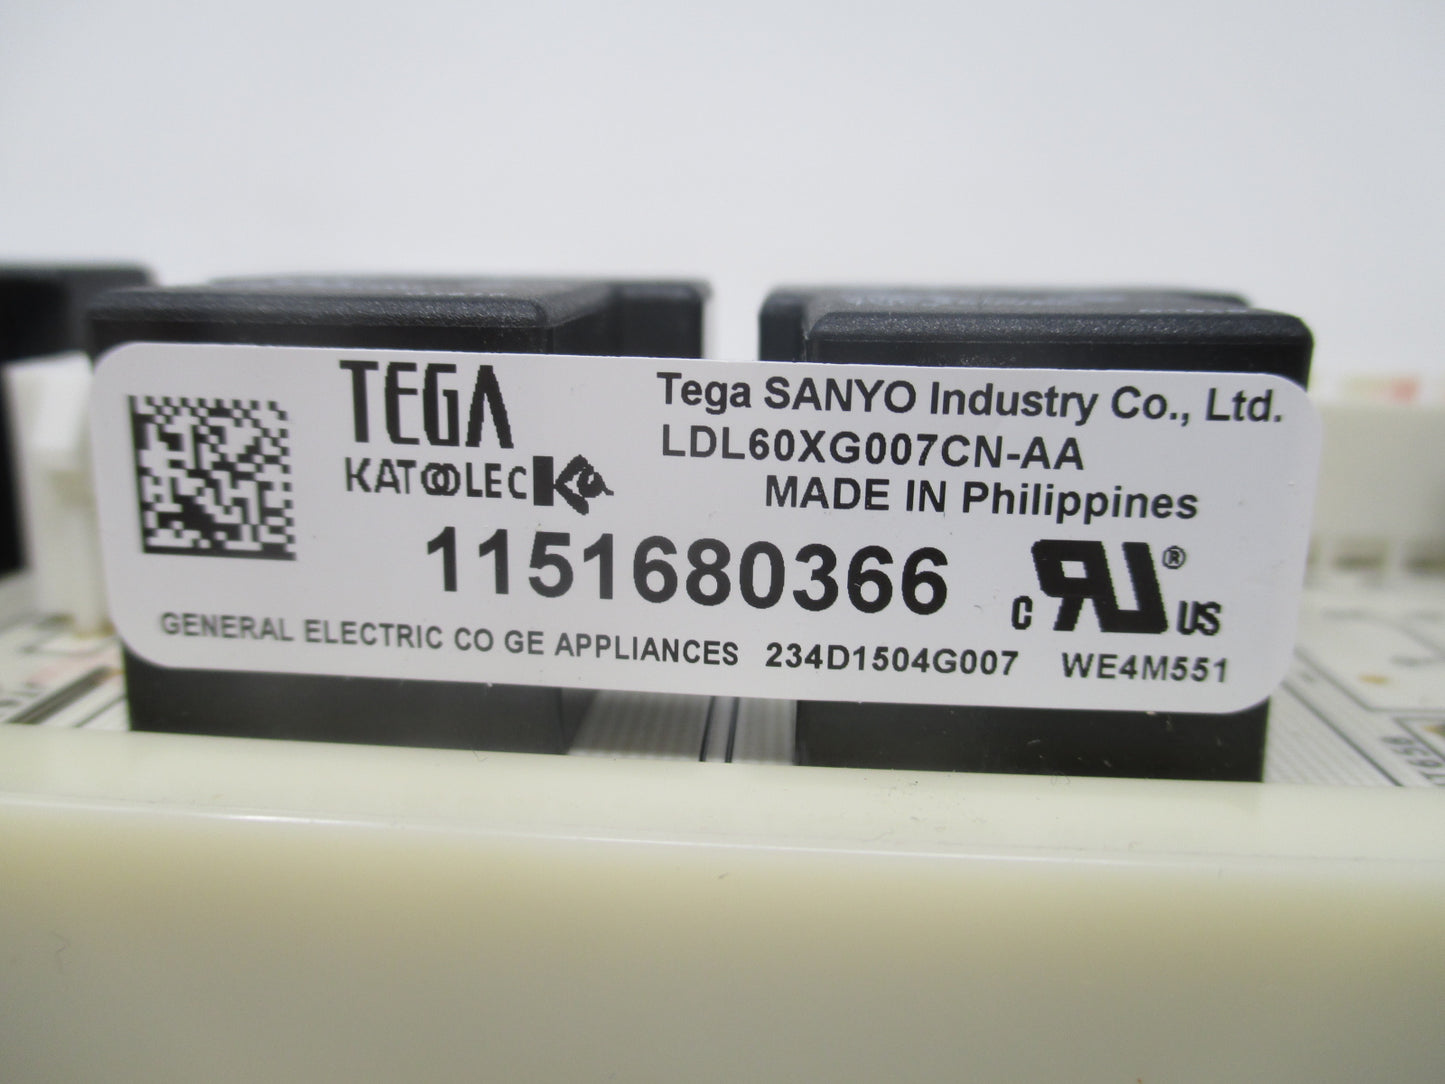 TEGA
KATOOLEC
Tega SANYO Industry Co., Ltd.
LDL60XG007CN-AA
MADE IN Philippines
1151680366
C RU ® US
GENERAL ELECTRIC CO GE APPLIANCES 234D1504G007 WE4M551